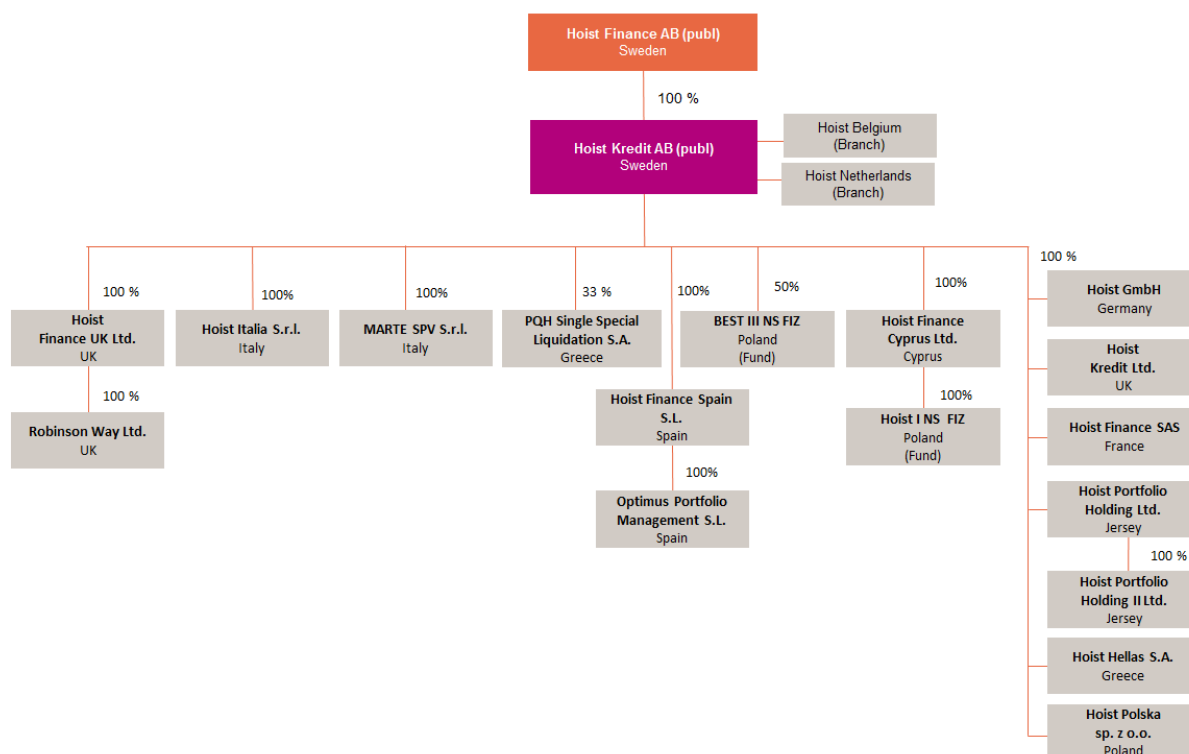 Hoist Finance AB (publ)
Sweden
100 %
Hoist Kredit AB (publ)
Sweden
Hoist Belgium
(Branch)
Hoist Netherlands
(Branch)
100 %
Hoist
Finance UK Ltd.
UK
100 %
Robinson Way Ltd.
UK
100%
Hoist Italia S.r.l.
Italy
100%
MARTE SPV S.r.l.
Italy
33 %
PQH Single Special
Liquidation S.A.
Greece
100%
Hoist Finance Spain
S.L.
Spain
100%
Optimus Portfolio
Management S.L.
Spain
50%
BEST III NS FIZ
Poland
(Fund)
100%
Hoist Finance
Cyprus Ltd.
Cyprus
100%
Hoist I NS FIZ
Poland
(Fund)
100 %
Hoist GmbH
Germany
Hoist
Kredit Ltd.
UK
Hoist Finance SAS
France
Hoist Portfolio
Holding Ltd.
Jersey
100 %
Hoist Portfolio
Holding II Ltd.
Jersey
Hoist Hellas S.A.
Greece
Hoist Polska
sp. z o.o.
Poland